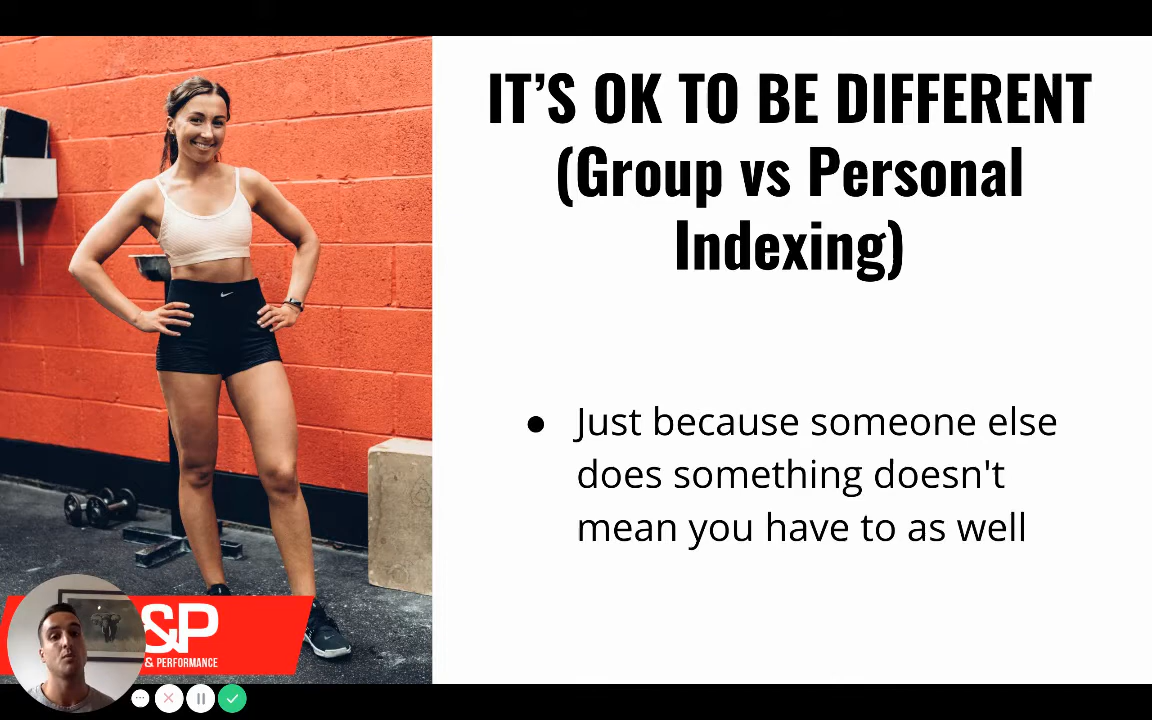 IT’S OK TO BE DIFFERENT
(Group vs Personal
Indexing)
● Just because someone else
does something doesn't
mean you have to as well
&P
& PERFORMANCE